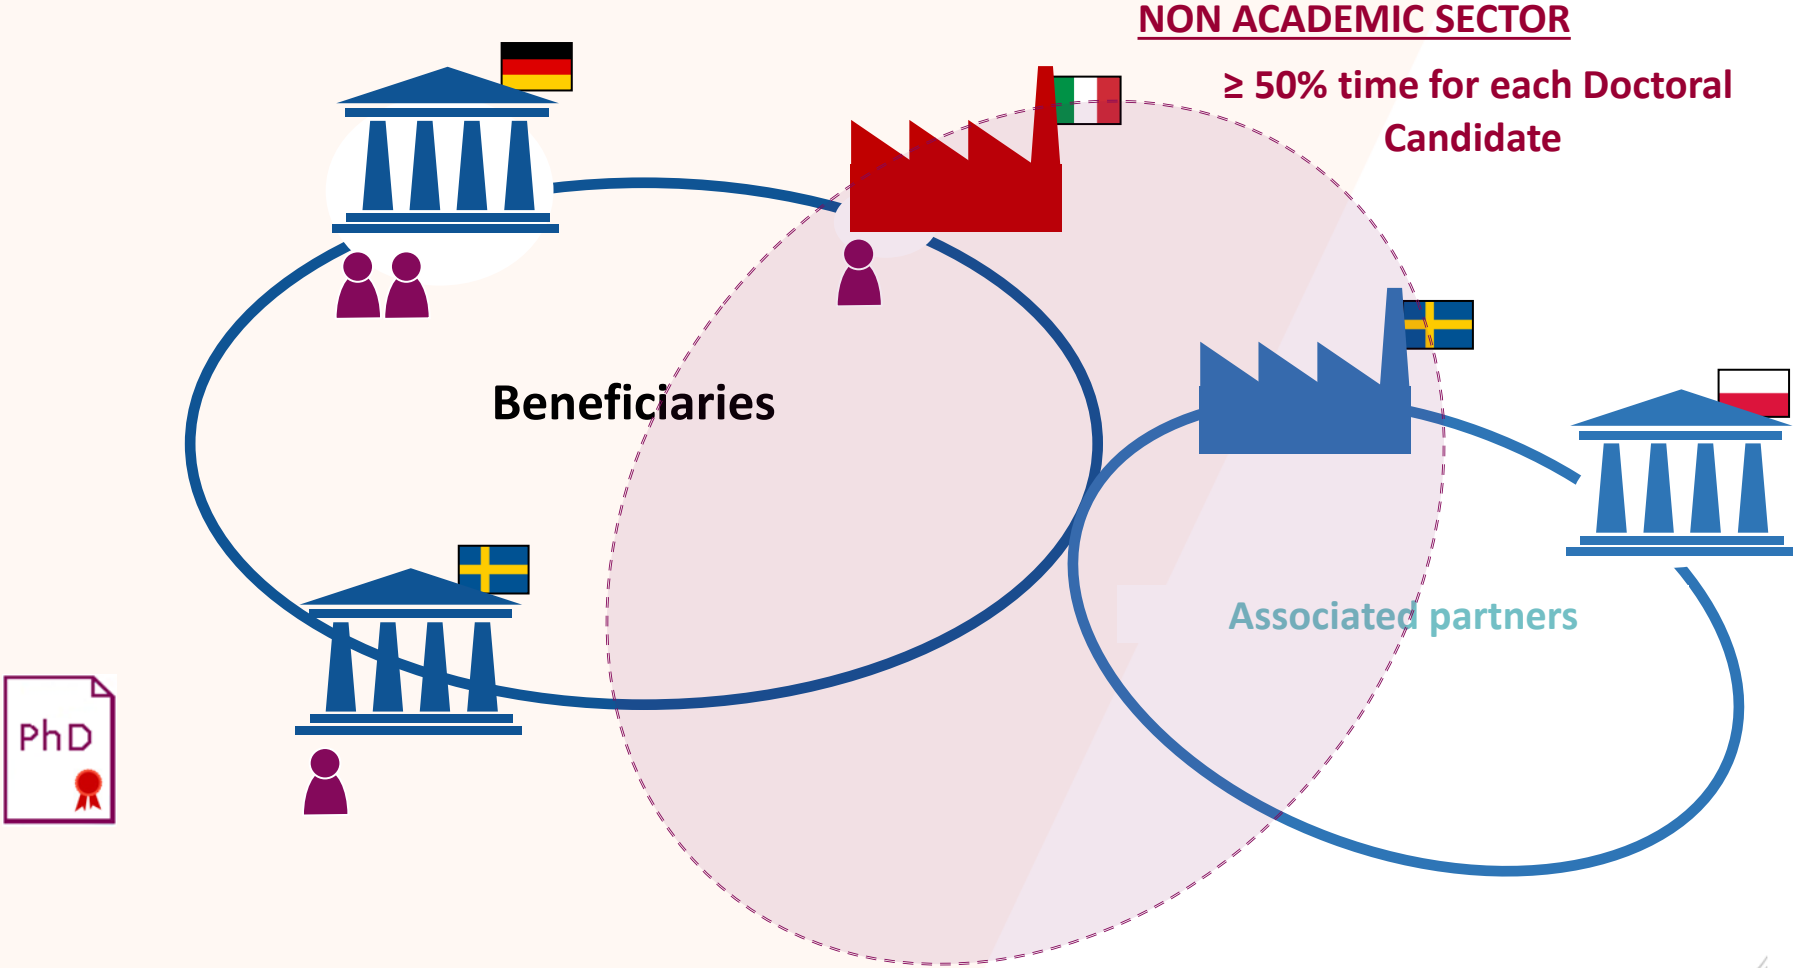 NON ACADEMIC SECTOR
≥ 50% time for each Doctoral
Candidate
Beneficiaries
Associated partners
PhD